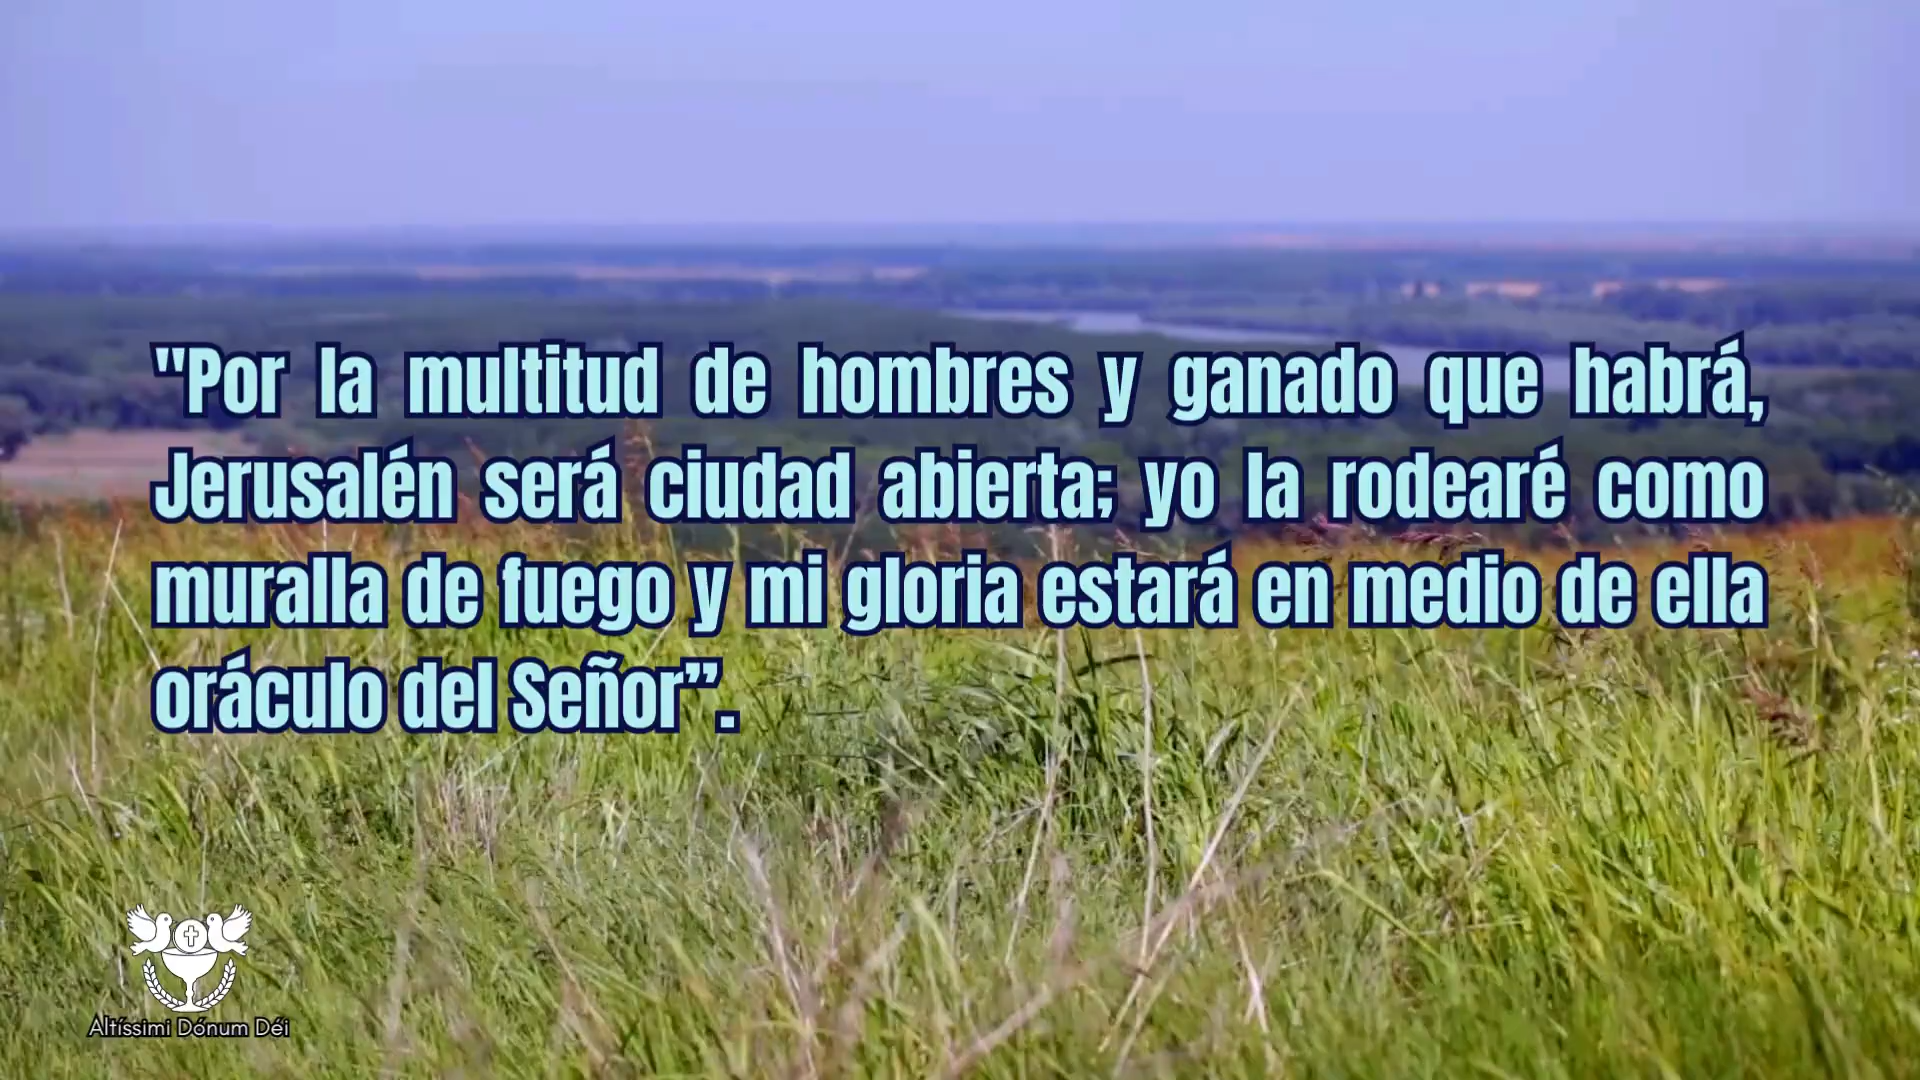 "Por la multitud de hombres y ganado que habrá,
Jerusalén será ciudad abierta; yo la rodearé como
muralla de fuego y mi gloria estará en medio de ella
oráculo del Señor”.
Altíssimi Dónum Déi